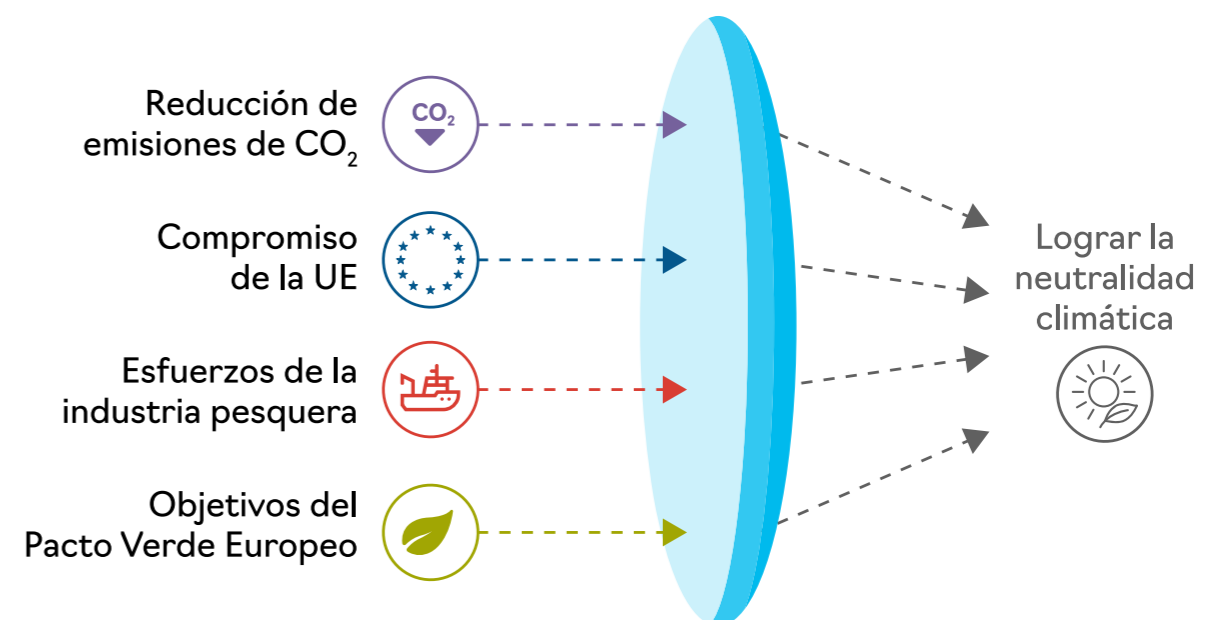 Reducción de
emisiones de CO₂
CO₂
Compromiso
de la UE
Esfuerzos de la
industria pesquera
Objetivos del
Pacto Verde Europeo
Lograr la
neutralidad
climática